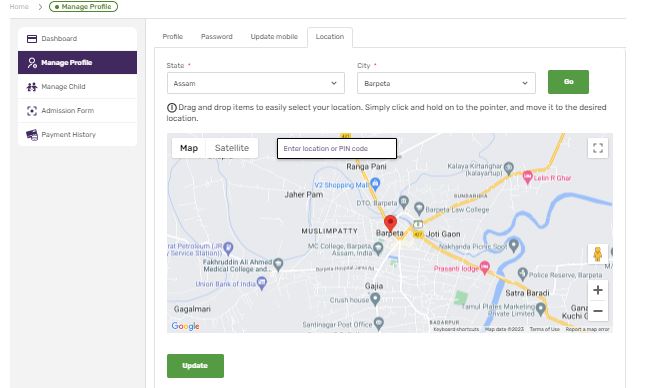 Home > Manage Profile
Dashboard
Manage Profile
Manage Child
Admission Form
Payment History
Profile Password Update mobile Location
State *
City *
Assam
Barpeta
Go
Drag and drop items to easily select your location. Simply click and hold on to the pointer, and move it to the desired
location.
Map Satellite
Enter location or PIN code
Ranga Pani
Kalaya Kirtanghar
(kalayartup)
Lelin R Ghar
V2 Shopping Mall
SUNDARIDIA
Jaher Pam
DTO, Barpeta
Barpeta Law College
MUSLIMPATTY
Barpeta
427
Joti Gaon
rat Petroleum (JR
y Service Station)
MC College, Barpeta,
Assam, India
Nakhanda Picnic Spot
Fakhruddin Ali Ahmed
Medical College and...
Barpeta Hospital Jania Rd
Prasanti lodge
Police Reserve, Barpeta
Union Bank of India
Gajia
Satra Baradi
Crush house
Gagalmari
Tamul Plates Marketing
Private Limited
Gana
Kuchi G
Santinagar Post Office
BADARPUR
Google
Keyboard shortcuts Map data ©2023 Terms of Use Report a map error
Update